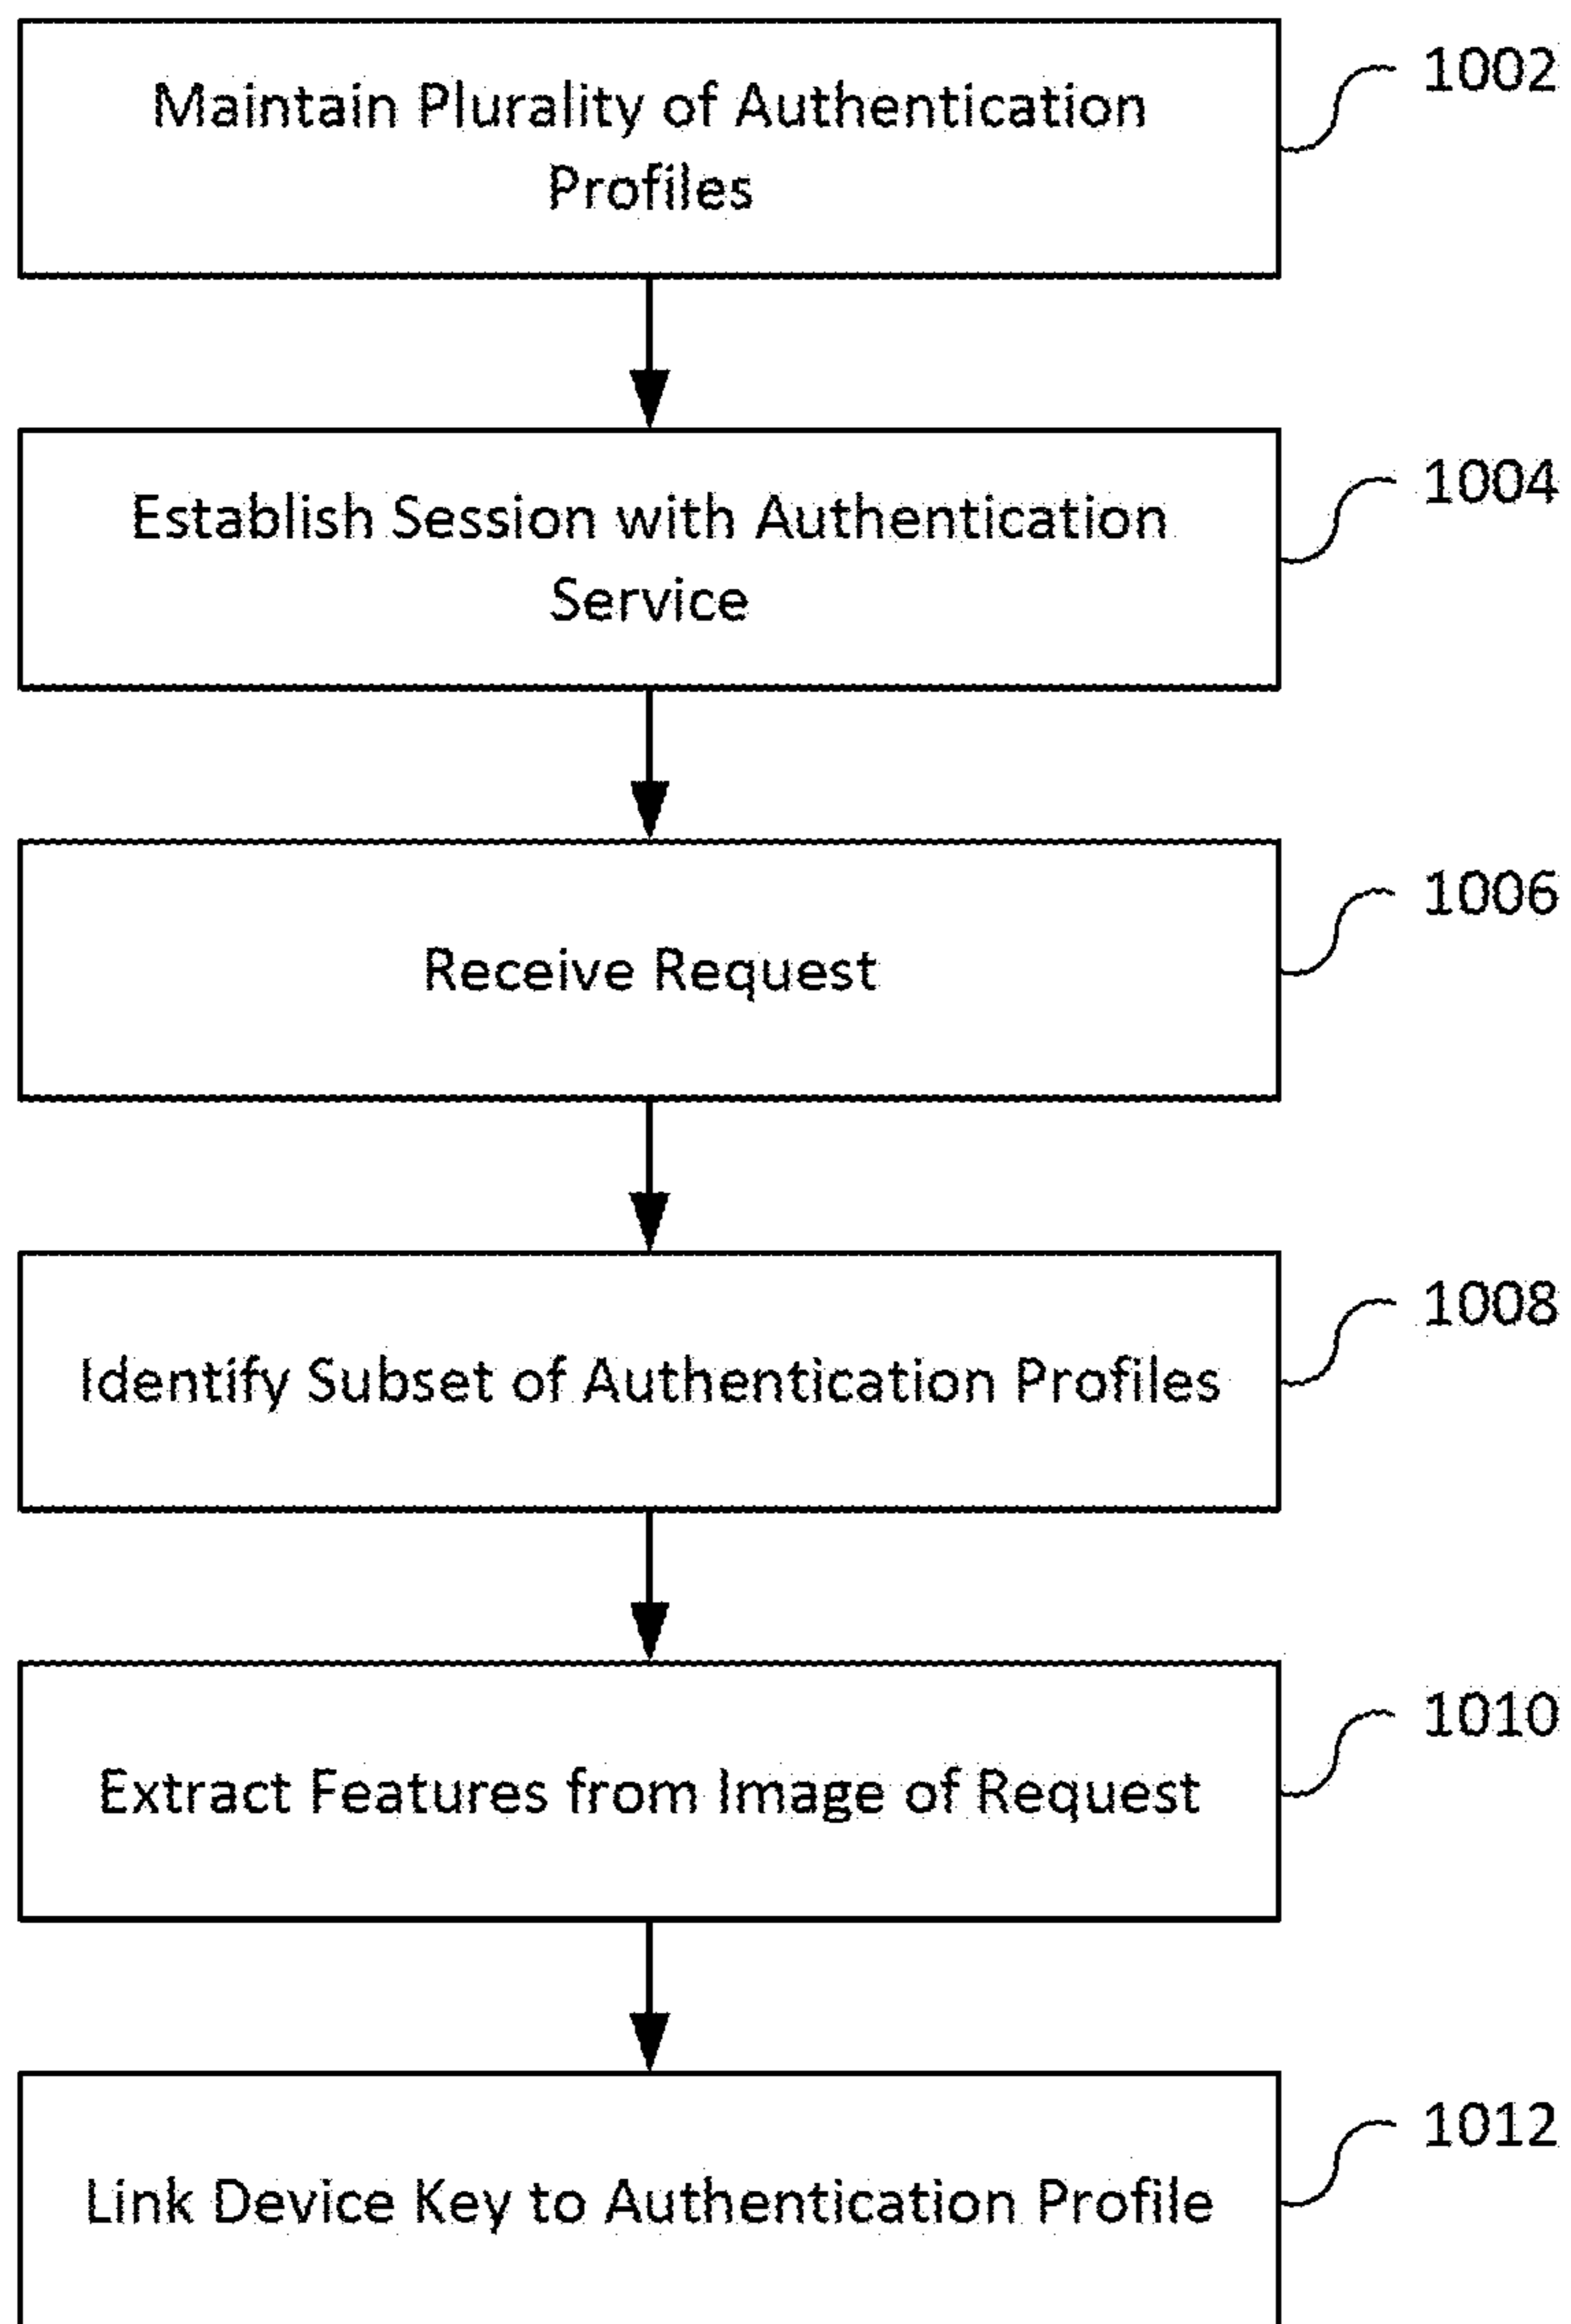 Maintain Plurality of Authentication
Profiles
1002
Establish Session with Authentication
Service
1004
Receive Request
1006
Identify Subset of Authentication Profiles
1008
Extract Features from Image of Request
1010
Link Device Key to Authentication Profile
1012